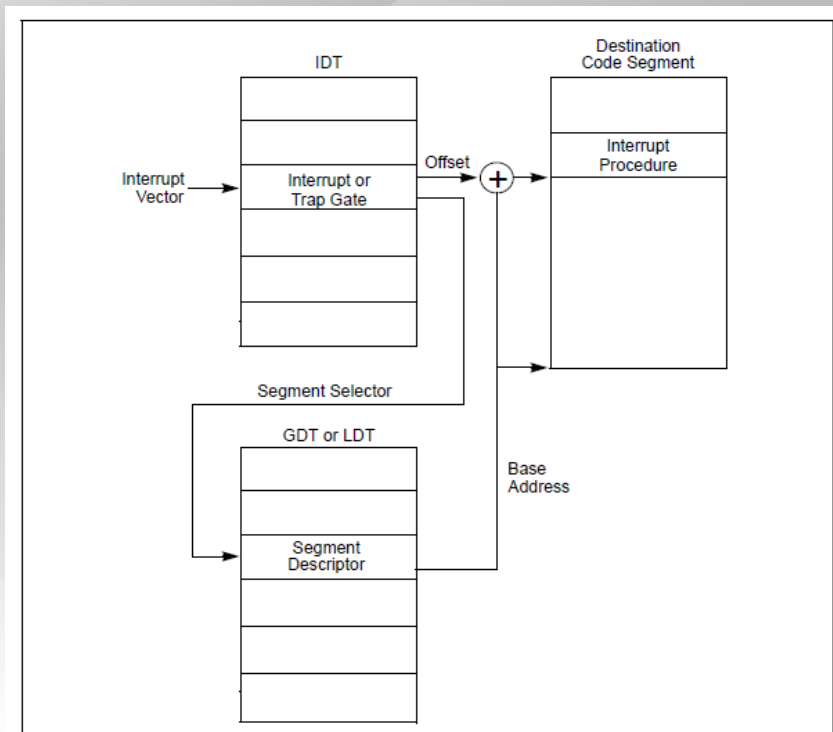 IDT
Destination
Code Segment
Interrupt
Vector
Interrupt or
Trap Gate
Offset
+
Interrupt
Procedure
Segment Selector
GDT or LDT
Segment
Descriptor
Base
Address